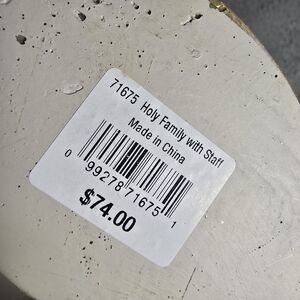 71675 Holy Family with Staff
Made in China
0 99278 71675 1
$74.00